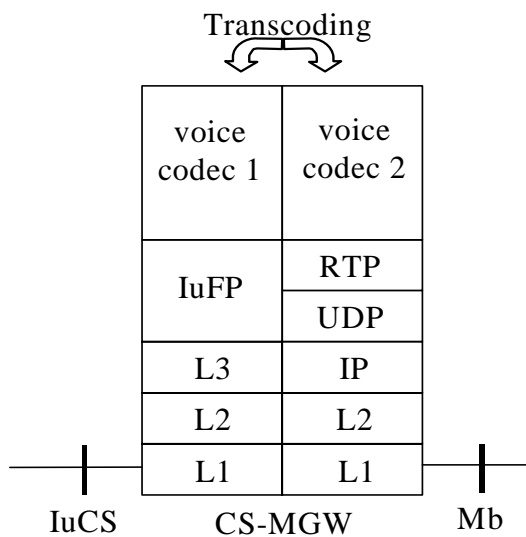 Transcoding
voice
codec 1
voice
codec 2
IuFP
RTP
UDP
L3
IP
L2
L2
L1
L1
IuCS
CS-MGW
Mb